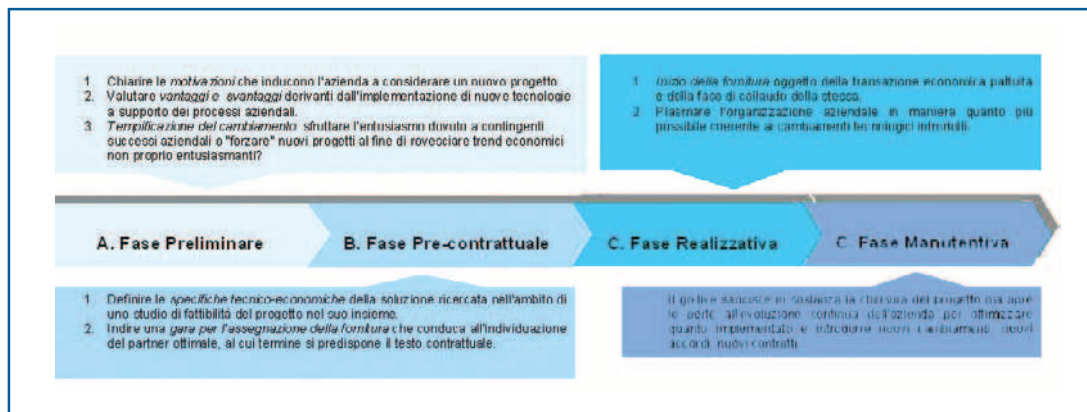 1. Chiarire le motivazioni che inducono l'azienda a considerare un nuovo progetto.
2. Valutare vantaggi e svantaggi derivanti dall'implementazione di nuove tecnologie
a supporto dei processi aziendali.
3. Tempificazione del cambiamento: sfruttare l'entusiasmo dovuto a contingenti
successi aziendali o "forzare" nuovi progetti al fine di rovesciare trend economici
non proprio entusiasmanti?
1. Inizio della fornitura oggetto della transazione economica pattuita
e della fase di collaudo della stessa.
2. Plasmare l'organizzazione aziendale in maniera quanto più
possibile coerente ai cambiamenti tecnologici introdotti.
A. Fase Preliminare
B. Fase Pre-contrattuale
C. Fase Realizzativa
C. Fase Manutentiva
1. Definire le specifiche tecnico-economiche della soluzione ricercata nell'ambito di
uno studio di fattibilità del progetto nel suo insieme.
2. Indire una gara per l'assegnazione della fornitura che conduca all'individuazione
del partner ottimale, al cui termine si predispone il testo contrattuale.
Il go-live sancisce in sostanza la chiusura del progetto ma apre
le porte all'evoluzione continua dell'azienda per ottimizzare
quanto implementato e introdurre nuovi cambiamenti, nuovi
accordi, nuovi contratti.